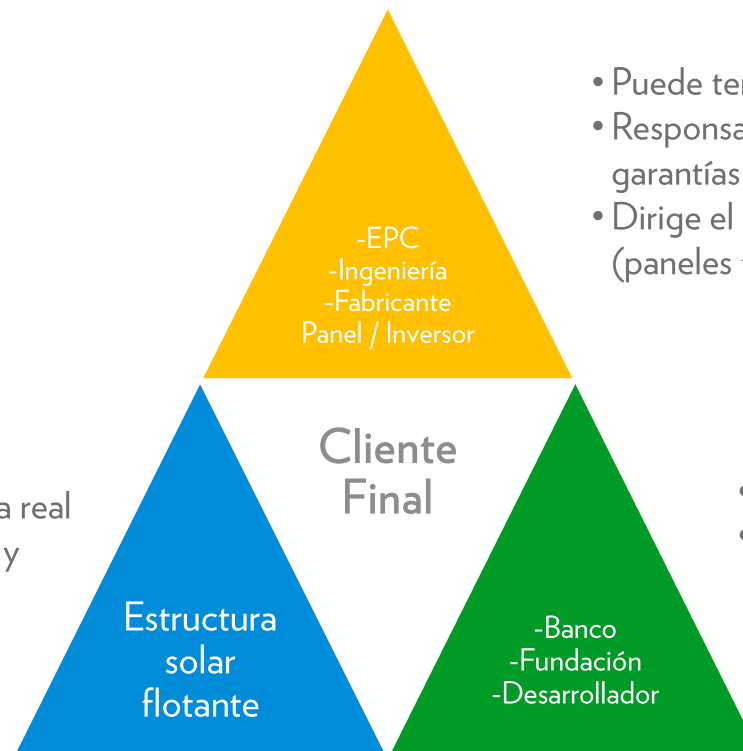 • Puede
• Responsa
garantías
• Dirige el
(paneles
-EPC
-Ingeniería
-Fabricante
Panel / Inversor
Cliente
Final
a real
y
Estructura
solar
flotante
-Banco
-Fundación
-Desarrollador